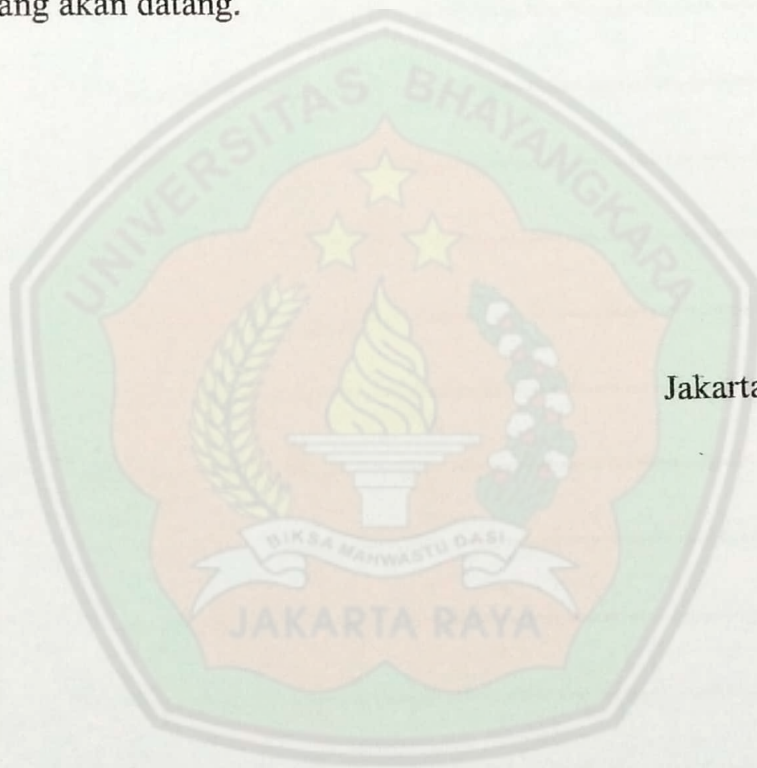 ang akan datang.
UNIVERSITAS BHAYANGKARA
Jakarta
BIKSA MAHWASTU DASI
JAKARTA RAYA